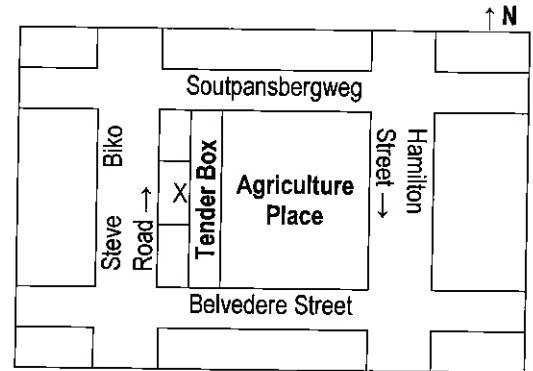 ↑ N
Soutpansbergweg
Steve Biko
Road →
X
Tender Box
Agriculture
Place
Hamilton
Street →
Belvedere Street